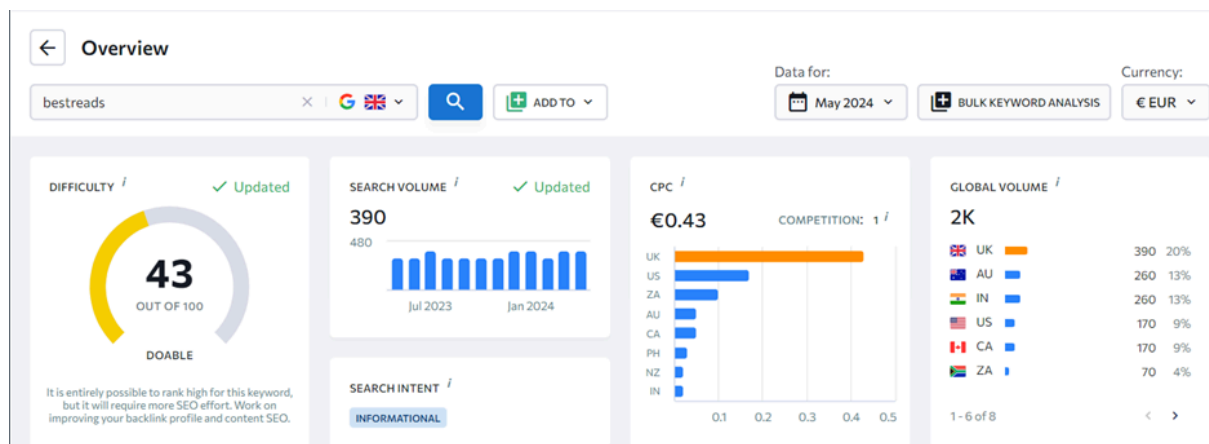 Overview
Data for:
Currency:
bestreads
ADD TO
May 2024
BULK KEYWORD ANALYSIS
€ EUR
DIFFICULTY i
Updated
43
OUT OF 100
DOABLE
It is entirely possible to rank high for this keyword,
but it will require more SEO effort. Work on
improving your backlink profile and content SEO.
SEARCH VOLUME i
Updated
390
480
Jul 2023 Jan 2024
SEARCH INTENT i
INFORMATIONAL
CPC i
€0.43 COMPETITION: 1 i
UK
US
ZA
AU
CA
PH
NZ
IN
0.1 0.2 0.3 0.4 0.5
GLOBAL VOLUME i
2K
UK 390 20%
AU 260 13%
IN 260 13%
US 170 9%
CA 170 9%
ZA 70 4%
1 - 6 of 8